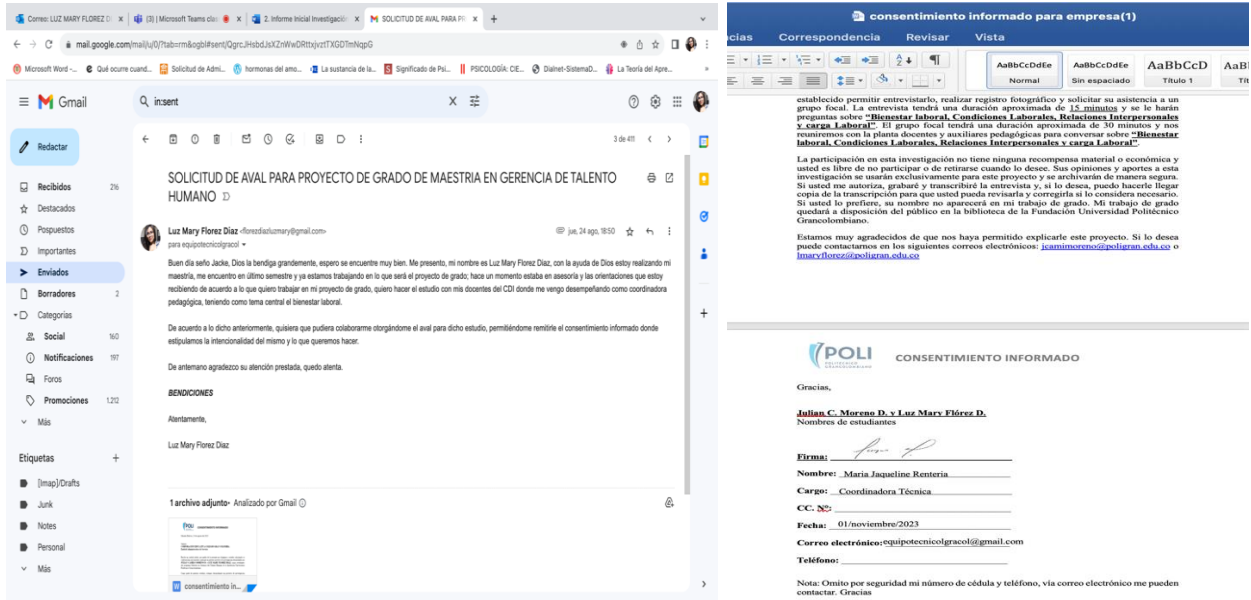 Correo: LUZ MARY FLOREZ D
(3) | Microsoft Teams clas
2. Informe Inicial Investigació
SOLICITUD DE AVAL PARA PR
mail.google.com/mail/u/0/?tab=rm&ogbl#sent/
Microsoft Word -...
Qué ocurre cuand...
Solicitud de Admi...
hormonas del amo...
La sustancia de la...
Significado de Psi...
PSICOLOGÍA: CIE...
Dialnet-SistemaD...
La Teoría del Apre...
Gmail
in:sent
Redactar
Recibidos 216
Destacados
Pospuestos
Importantes
Enviados
Borradores 2
Categorías
Social 160
Notificaciones 197
Foros
Promociones 1.212
Más
Etiquetas
[Imap]/Drafts
Junk
Notes
Personal
Más
3 de 411
SOLICITUD DE AVAL PARA PROYECTO DE GRADO DE MAESTRIA EN GERENCIA DE TALENTO
HUMANO
Luz Mary Florez Diaz <florezdiazluzmary@gmail.com>
jue, 24 ago, 18:50
para equipotecnicolgracol
Buen día seño Jacke, Dios la bendiga grandemente, espero se encuentre muy bien. Me presento, mi nombre es Luz Mary Florez Diaz, con la ayuda de Dios estoy realizando mi
maestría, me encuentro en último semestre y ya estamos trabajando en lo que será el proyecto de grado; hace un momento estaba en asesoría y las orientaciones que estoy
recibiendo de acuerdo a lo que quiero trabajar en mi proyecto de grado, quiero hacer el estudio con mis docentes del CDI donde me vengo desempeñando como coordinadora
pedagógica, teniendo como tema central el bienestar laboral.
De acuerdo a lo dicho anteriormente, quisiera que pudiera colaborarme otorgándome el aval para dicho estudio, permitiéndome remitirle el consentimiento informado donde
estipulamos la intencionalidad del mismo y lo que queremos hacer.
De antemano agradezco su atención prestada, quedo atenta.
BENDICIONES
Atentamente,
Luz Mary Florez Diaz
1 archivo adjunto• Analizado por Gmail
consentimiento in...
consentimiento informado para empresa(1)
cias Correspondencia Revisar Vista
AaBbCcDdEe AaBbCcDdEe AaBbCcD AaB
Normal Sin espaciado Título 1 Tít
establecido permitir entrevistarlo, realizar registro fotográfico y solicitar su asistencia a un
grupo focal. La entrevista tendrá una duración aproximada de 15 minutos y se le harán
preguntas sobre "Bienestar laboral, Condiciones Laborales, Relaciones Interpersonales
y carga Laboral". El grupo focal tendrá una duración aproximada de 30 minutos y nos
reuniremos con la planta docentes y auxiliares pedagógicas para conversar sobre "Bienestar
laboral, Condiciones Laborales, Relaciones Interpersonales y carga Laboral".
La participación en esta investigación no tiene ninguna recompensa material o económica y
usted es libre de no participar o de retirarse cuando lo desee. Sus opiniones y aportes a esta
investigación se usarán exclusivamente para este proyecto y se archivarán de manera segura.
Si usted me autoriza, grabaré y transcribiré la entrevista y, si lo desea, puedo hacerle llegar
copia de la transcripción para que usted pueda revisarla y corregirla si lo considera necesario.
Si usted lo prefiere, su nombre no aparecerá en mi trabajo de grado. Mi trabajo de grado
quedará a disposición del público en la biblioteca de la Fundación Universidad Politécnico
Grancolombiano.
Estamos muy agradecidos de que nos haya permitido explicarle este proyecto. Si lo desea
puede contactarnos en los siguientes correos electrónicos: jcamimoreno@poligran.edu.co o
lmaryflorez@poligran.edu.co
POLI
POLITÉCNICO
GRANCOLOMBIANO
CONSENTIMIENTO INFORMADO
Gracias,
Julian C. Moreno D. y Luz Mary Flórez D.
Nombres de estudiantes
Firma:
Nombre: Maria Jaqueline Renteria
Cargo: Coordinadora Técnica
CC. Nº:
Fecha: 01/noviembre/2023
Correo electrónico: equipotecnicolgracol@gmail.com
Teléfono:
Nota: Omito por seguridad mi número de cédula y teléfono, vía correo electrónico me pueden
contactar. Gracias